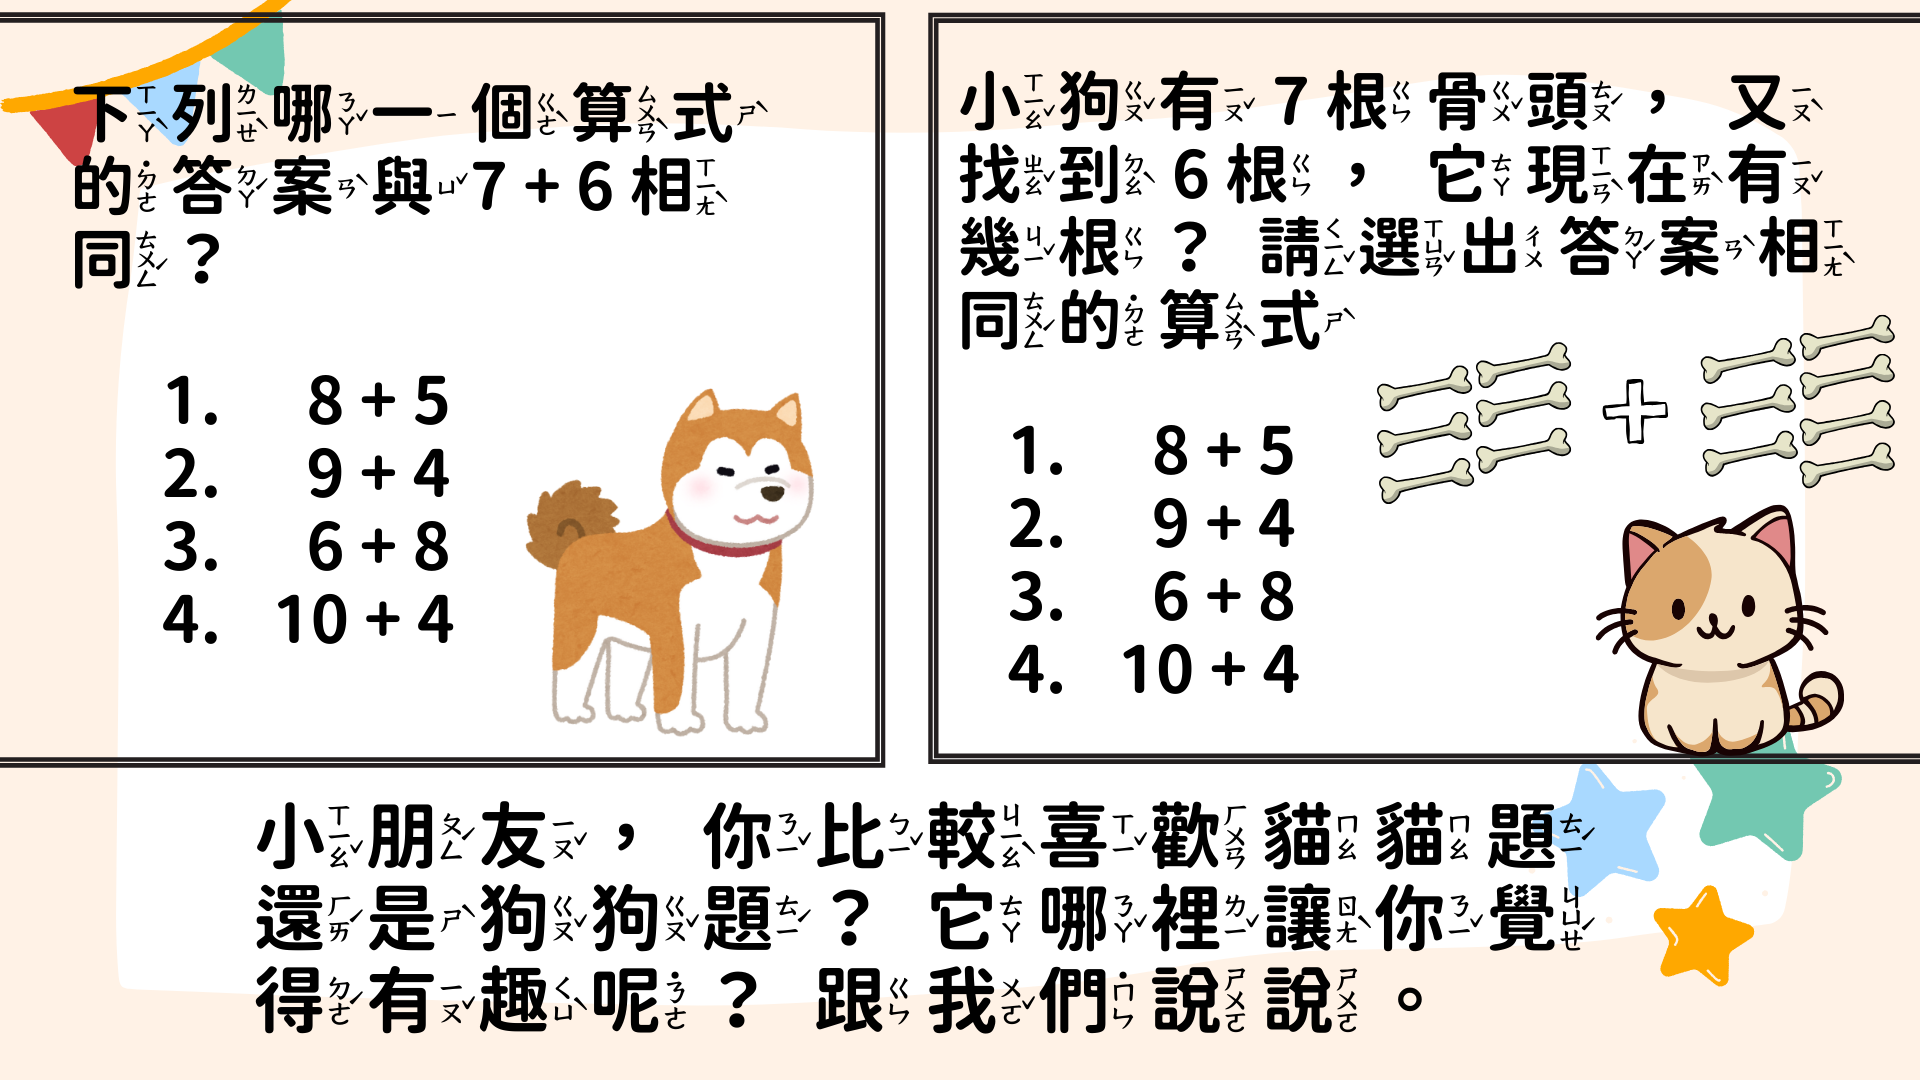 下列哪一個算式
的答案與7 + 6 相
同?
1. 8 + 5
2. 9 + 4
3. 6 + 8
4. 10 + 4
小狗有 7 根骨頭, 又
找到 6 根, 它現在有
幾根? 請選出答案相
同的算式
1. 8 + 5
2. 9 + 4
3. 6 + 8
4. 10 + 4
小朋友, 你比較喜歡貓貓題
還是狗狗題? 它哪裡讓你覺
得有趣呢? 跟我們說說。